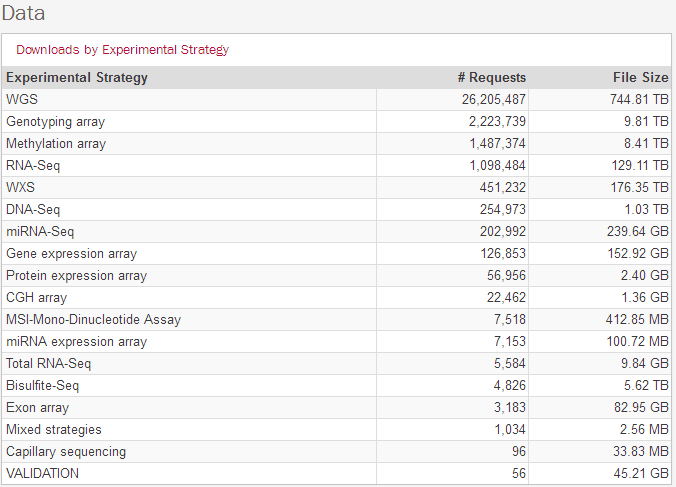 Data
Downloads by Experimental Strategy
Experimental Strategy # Requests File Size
WGS 26,205,487 744.81 TB
Genotyping array 2,223,739 9.81 TB
Methylation array 1,487,374 8.41 TB
RNA-Seq 1,098,484 129.11 TB
WXS 451,232 176.35 TB
DNA-Seq 254,973 1.03 TB
miRNA-Seq 202,992 239.64 GB
Gene expression array 126,853 152.92 GB
Protein expression array 56,956 2.40 GB
CGH array 22,462 1.36 GB
MSI-Mono-Dinucleotide Assay 7,518 412.85 MB
miRNA expression array 7,153 100.72 MB
Total RNA-Seq 5,584 9.84 GB
Bisulfite-Seq 4,826 5.62 TB
Exon array 3,183 82.95 GB
Mixed strategies 1,034 2.56 MB
Capillary sequencing 96 33.83 MB
VALIDATION 56 45.21 GB